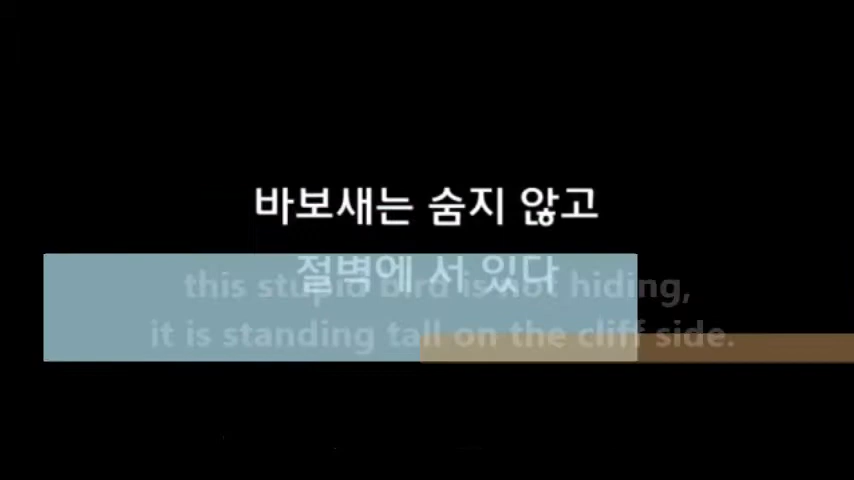 바보새는 숨지 않고
절벽에 서 있다
this stupid bird is not hiding,
it is standing tall on the cliff side.